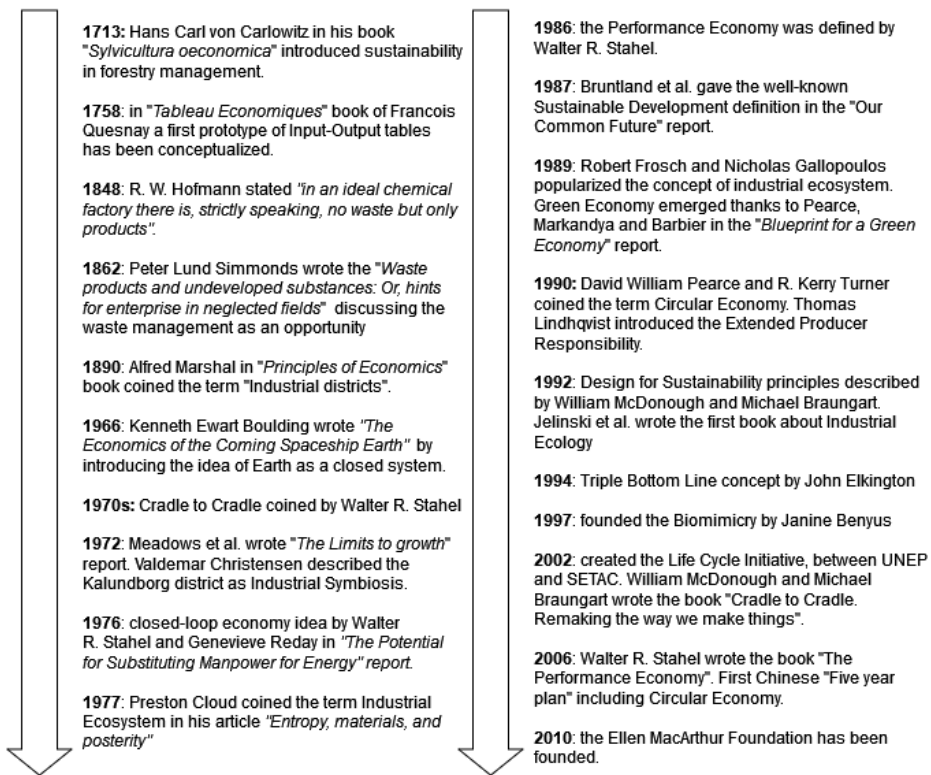 1713: Hans Carl von Carlowitz in his book
"Sylvicultura oeconomica" introduced sustainability
in forestry management.
1758: in "Tableau Economiques" book of Francois
Quesnay a first prototype of Input-Output tables
has been conceptualized.
1848: R. W. Hofmann stated "in an ideal chemical
factory there is, strictly speaking, no waste but only
products".
1862: Peter Lund Simmonds wrote the "Waste
products and undeveloped substances: Or, hints
for enterprise in neglected fields" discussing the
waste management as an opportunity
1890: Alfred Marshal in "Principles of Economics"
book coined the term "Industrial districts".
1966: Kenneth Ewart Boulding wrote "The
Economics of the Coming Spaceship Earth" by
introducing the idea of Earth as a closed system.
1970s: Cradle to Cradle coined by Walter R. Stahel
1972: Meadows et al. wrote "The Limits to growth"
report. Valdemar Christensen described the
Kalundborg district as Industrial Symbiosis.
1976: closed-loop economy idea by Walter
R. Stahel and Genevieve Reday in "The Potential
for Substituting Manpower for Energy" report.
1977: Preston Cloud coined the term Industrial
Ecosystem in his article "Entropy, materials, and
posterity"
1986: the Performance Economy was defined by
Walter R. Stahel.
1987: Bruntland et al. gave the well-known
Sustainable Development definition in the "Our
Common Future" report.
1989: Robert Frosch and Nicholas Gallopoulos
popularized the concept of industrial ecosystem.
Green Economy emerged thanks to Pearce,
Markandya and Barbier in the "Blueprint for a Green
Economy" report.
1990: David William Pearce and R. Kerry Turner
coined the term Circular Economy. Thomas
Lindhqvist introduced the Extended Producer
Responsibility.
1992: Design for Sustainability principles described
by William McDonough and Michael Braungart.
Jelinski et al. wrote the first book about Industrial
Ecology
1994: Triple Bottom Line concept by John Elkington
1997: founded the Biomimicry by Janine Benyus
2002: created the Life Cycle Initiative, between UNEP
and SETAC. William McDonough and Michael
Braungart wrote the book "Cradle to Cradle.
Remaking the way we make things".
2006: Walter R. Stahel wrote the book "The
Performance Economy". First Chinese "Five year
plan" including Circular Economy.
2010: the Ellen MacArthur Foundation has been
founded.